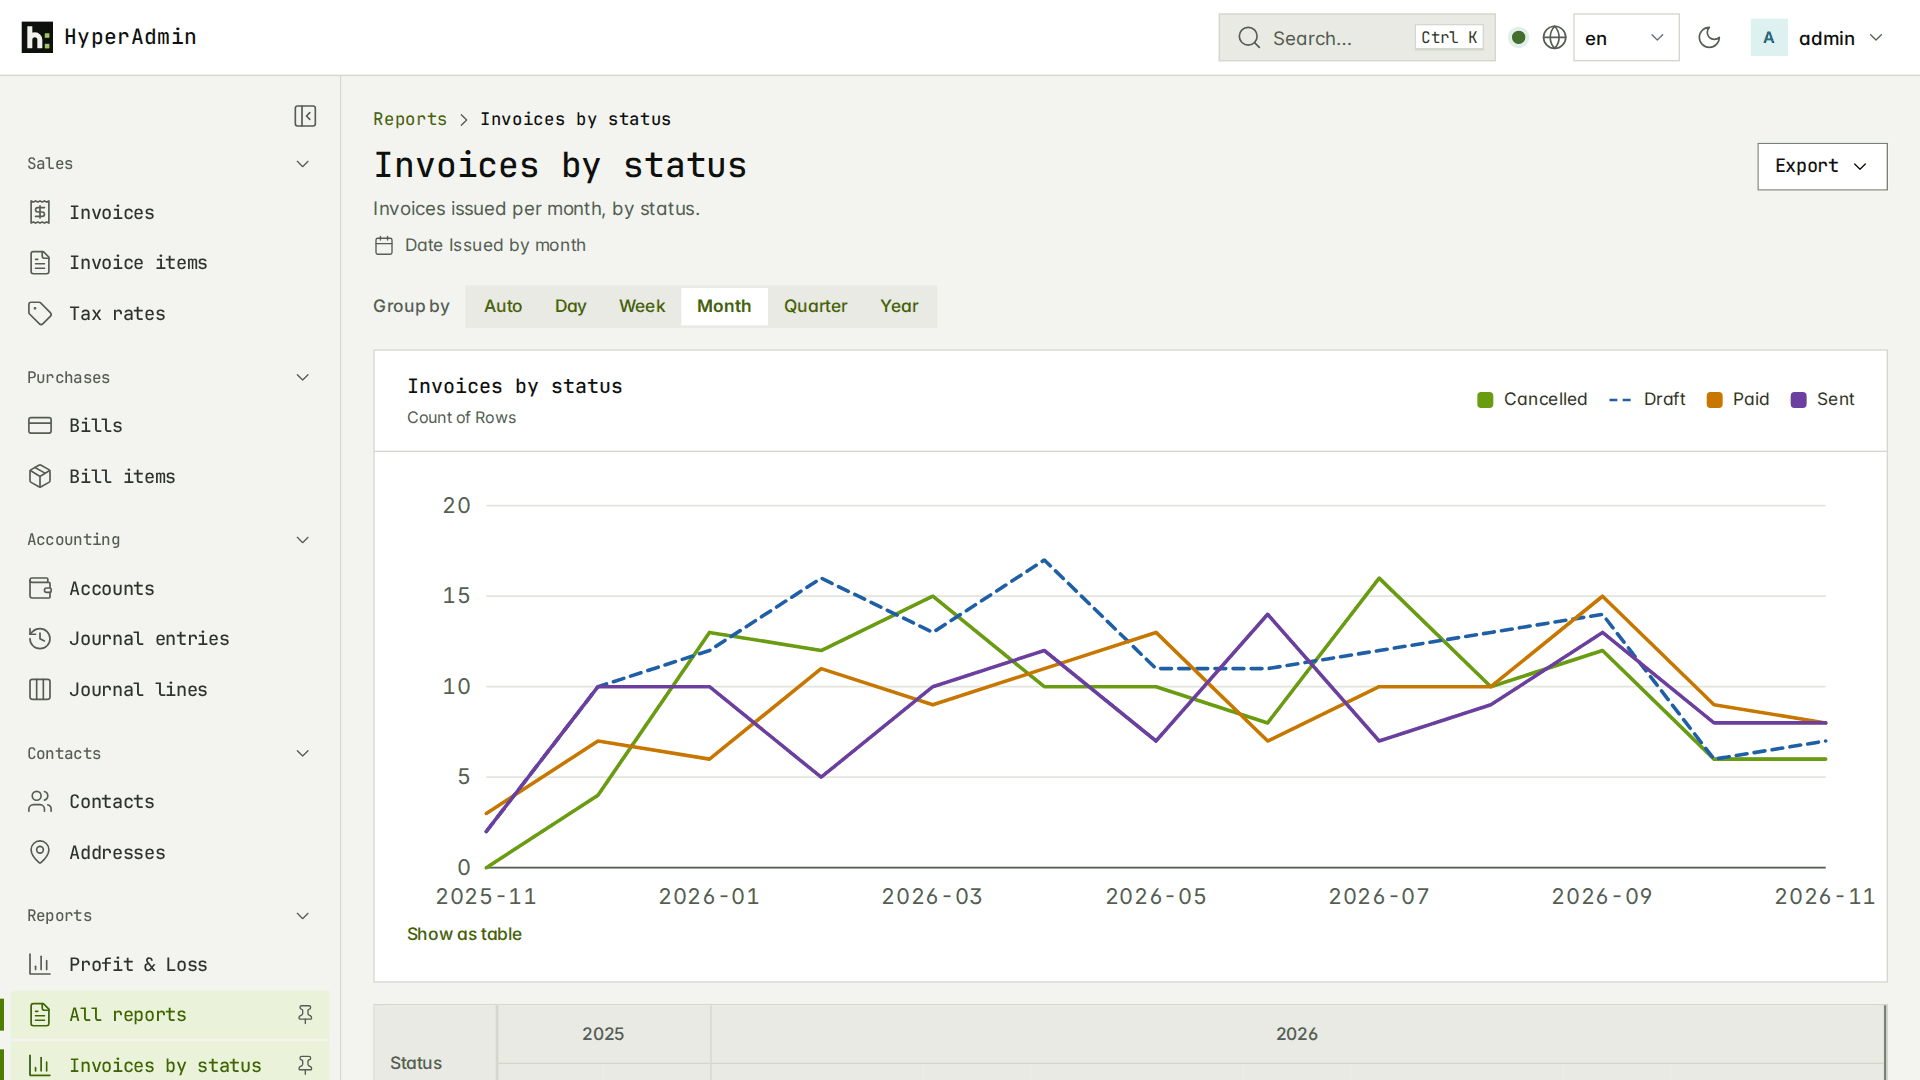 h: HyperAdmin
Search... Ctrl K
en
A admin
Sales
Invoices
Invoice items
Tax rates
Purchases
Bills
Bill items
Accounting
Accounts
Journal entries
Journal lines
Contacts
Contacts
Addresses
Reports
Profit & Loss
All reports
Invoices by status
Reports > Invoices by status
Invoices by status
Export
Invoices issued per month, by status.
Date Issued by month
Group by Auto Day Week Month Quarter Year
Invoices by status
Count of Rows
Cancelled Draft Paid Sent
20
15
10
5
0
2025-11 2026-01 2026-03 2026-05 2026-07 2026-09 2026-11
Show as table
2025 2026
Status